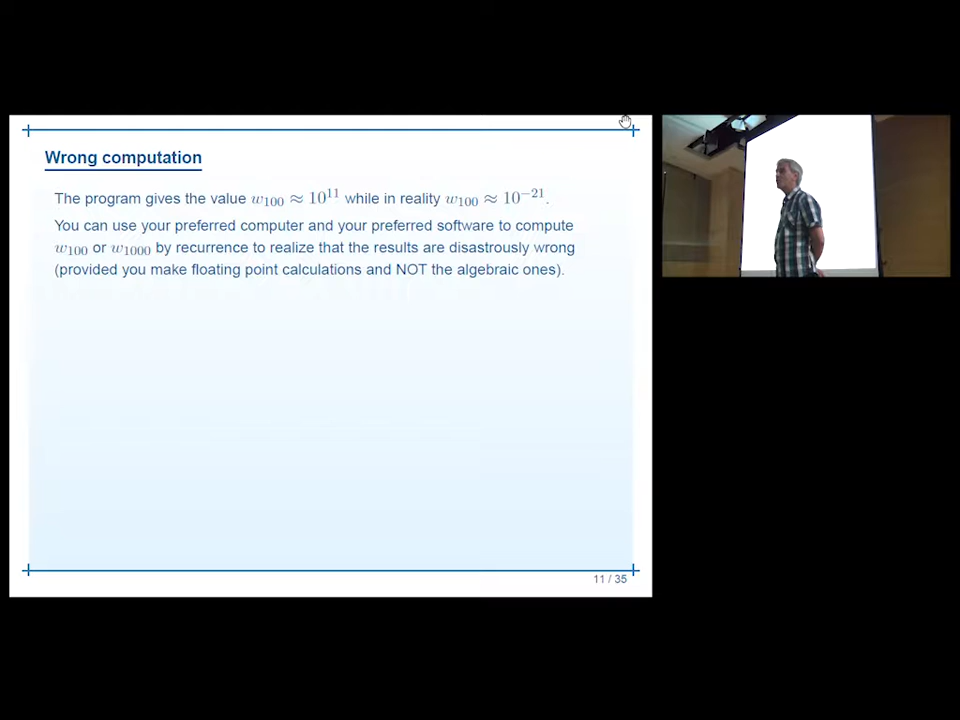 Wrong computation
The program gives the value w₁₀₀ ≈ 10¹¹ while in reality w₁₀₀ ≈ 10⁻²¹.
You can use your preferred computer and your preferred software to compute
w₁₀₀ or w₁₀₀₀ by recurrence to realize that the results are disastrously wrong
(provided you make floating point calculations and NOT the algebraic ones).
11 / 35